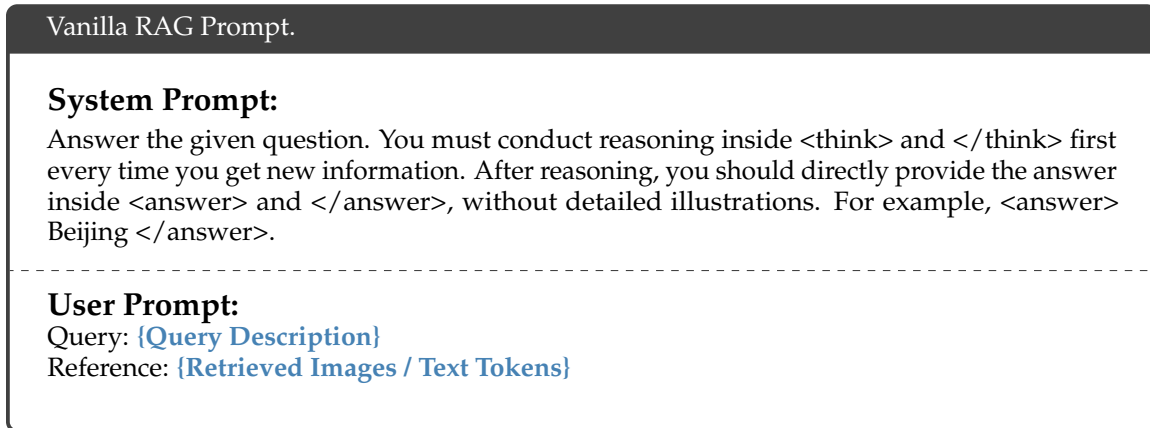 Vanilla RAG Prompt.
System Prompt:
Answer the given question. You must conduct reasoning inside <think> and </think> first
every time you get new information. After reasoning, you should directly provide the answer
inside <answer> and </answer>, without detailed illustrations. For example, <answer>
Beijing </answer>.
User Prompt:
Query: {Query Description}
Reference: {Retrieved Images / Text Tokens}